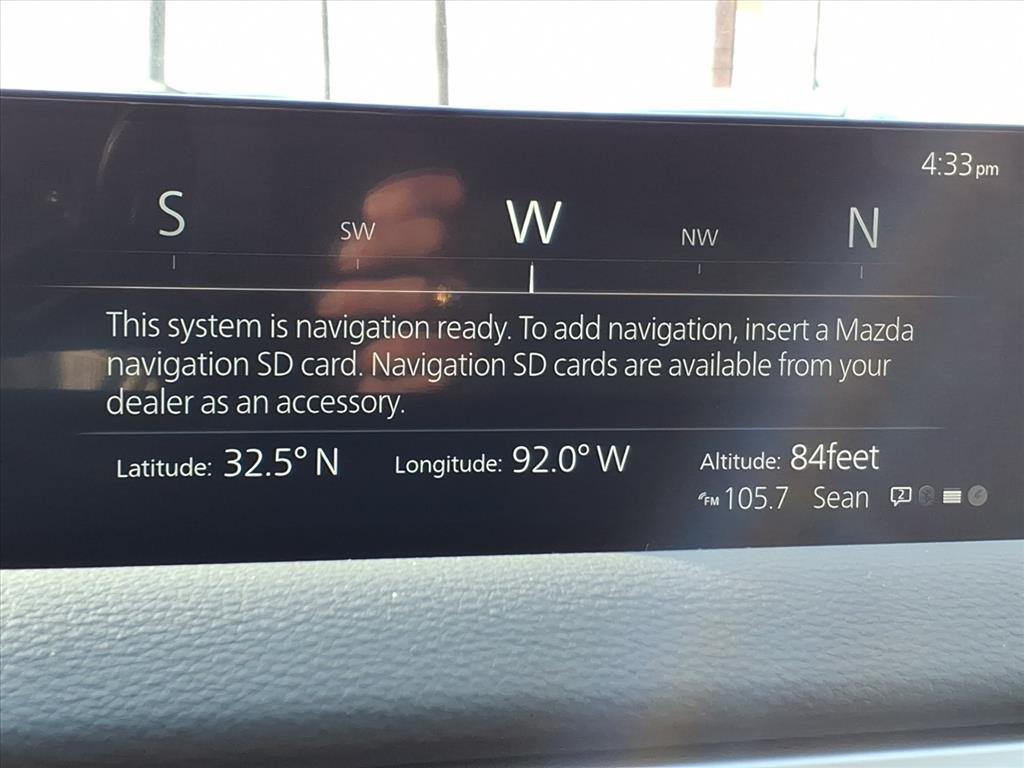 4:33pm
S SW W NW N
This system is navigation ready. To add navigation, insert a Mazda
navigation SD card. Navigation SD cards are available from your
dealer as an accessory.
Latitude: 32.5° N Longitude: 92.0° W Altitude: 84feet
FM 105.7 Sean 2